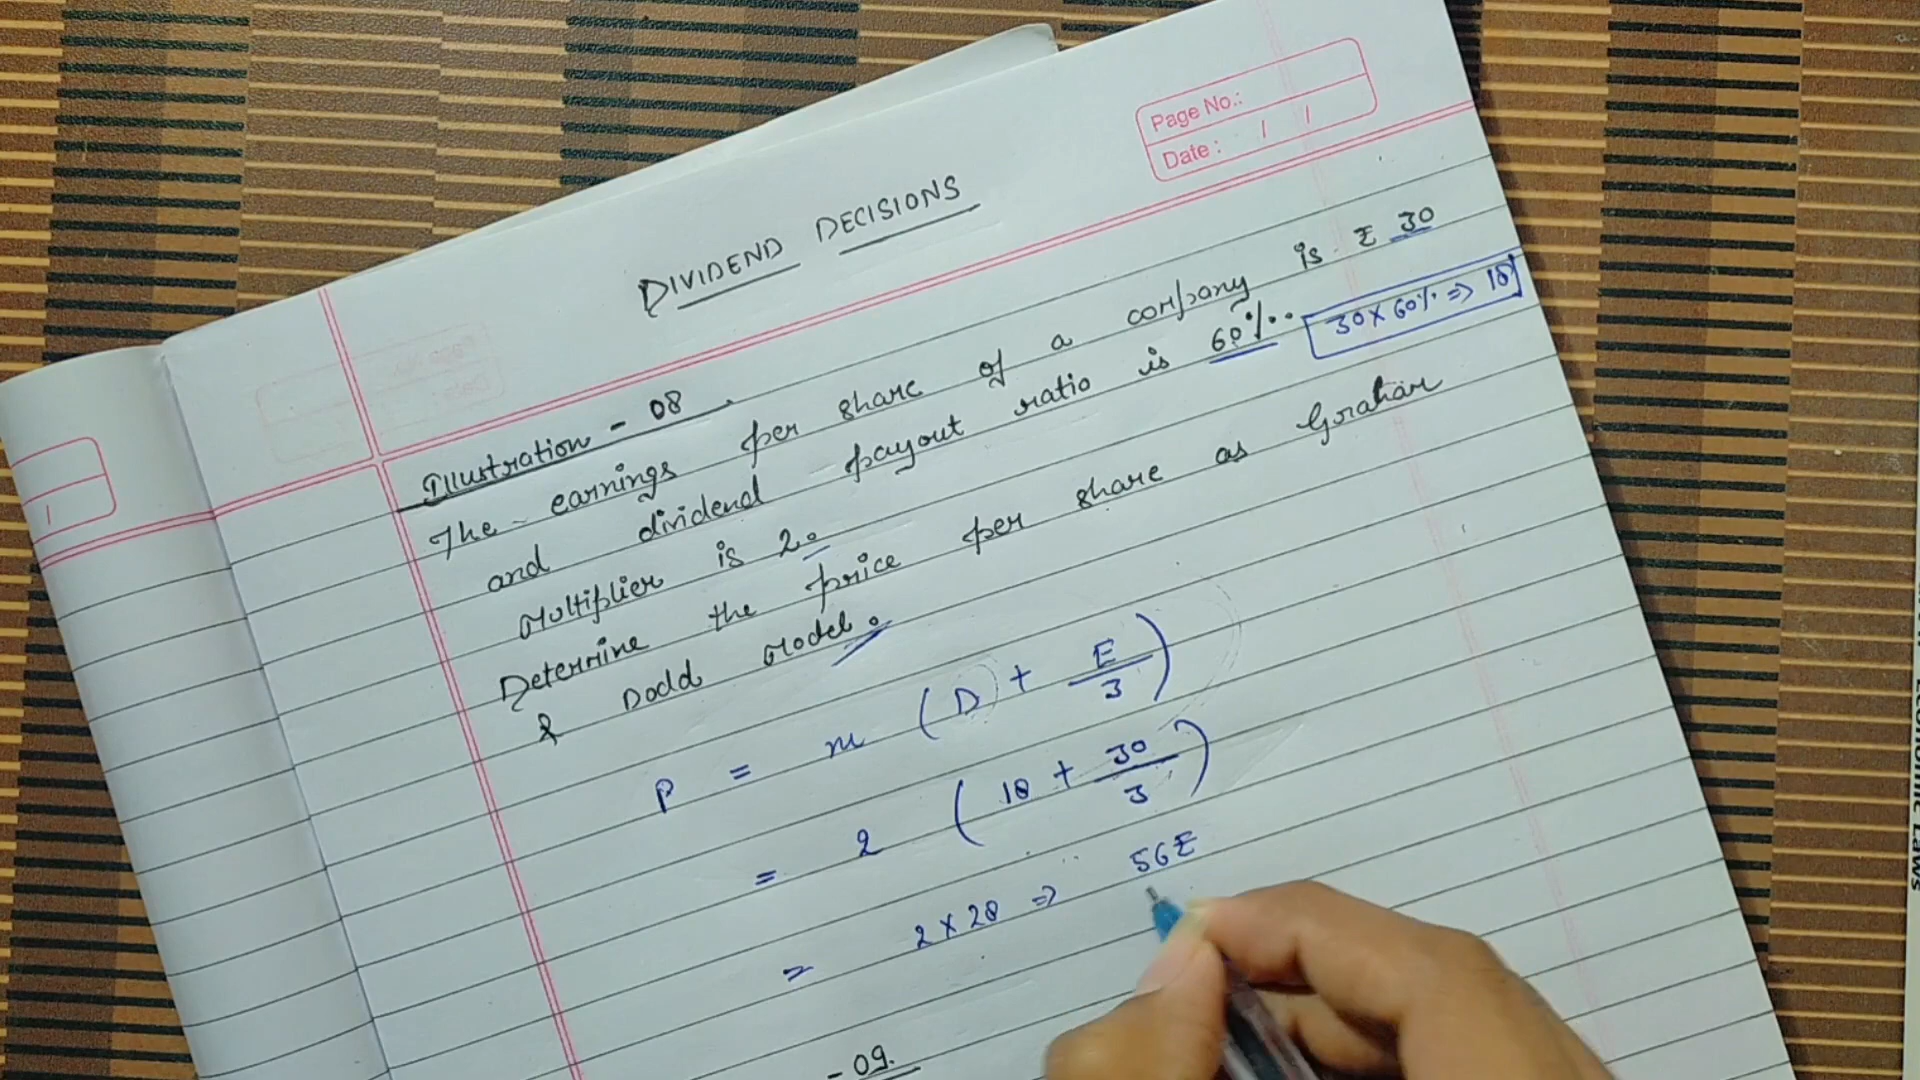 Page No.:
Date : / /
DIVIDEND DECISIONS
Illustration - 08
The earnings per share of a company is ₹ 30
and dividend payout ratio is 60%. 30 x 60% => 18
Multiplier is 2.
Determine the price per share as Graham
& Dodd Model.
P = m ( D + E/3 )
= 2 ( 18 + 30/3 )
= 2 x 28 => 56₹
- 09.